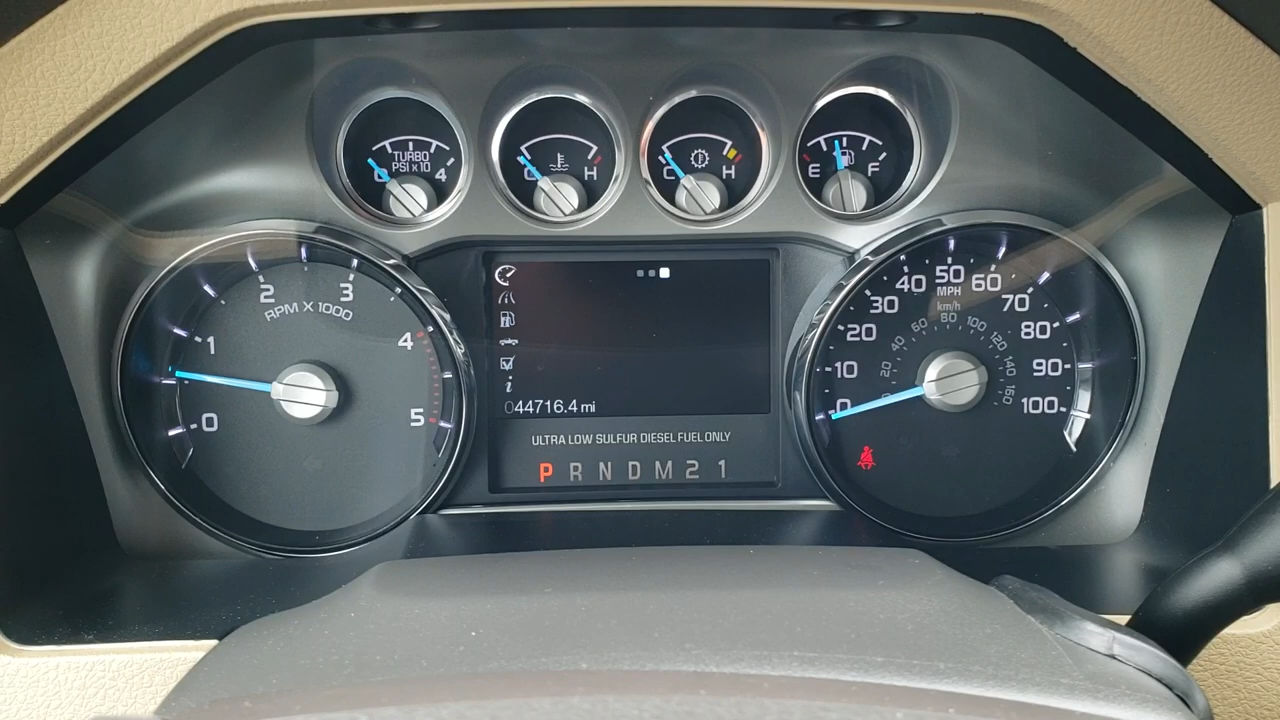 TURBO
PSI x 10
0 4
C H
C H
E F
0 1 2 3 4 5
RPM X 1000
0 10 20 30 40 50 60 70 80 90 100
MPH
km/h
20 40 60 80 100 120 140 160
i
044716.4 mi
ULTRA LOW SULFUR DIESEL FUEL ONLY
P R N D M 2 1